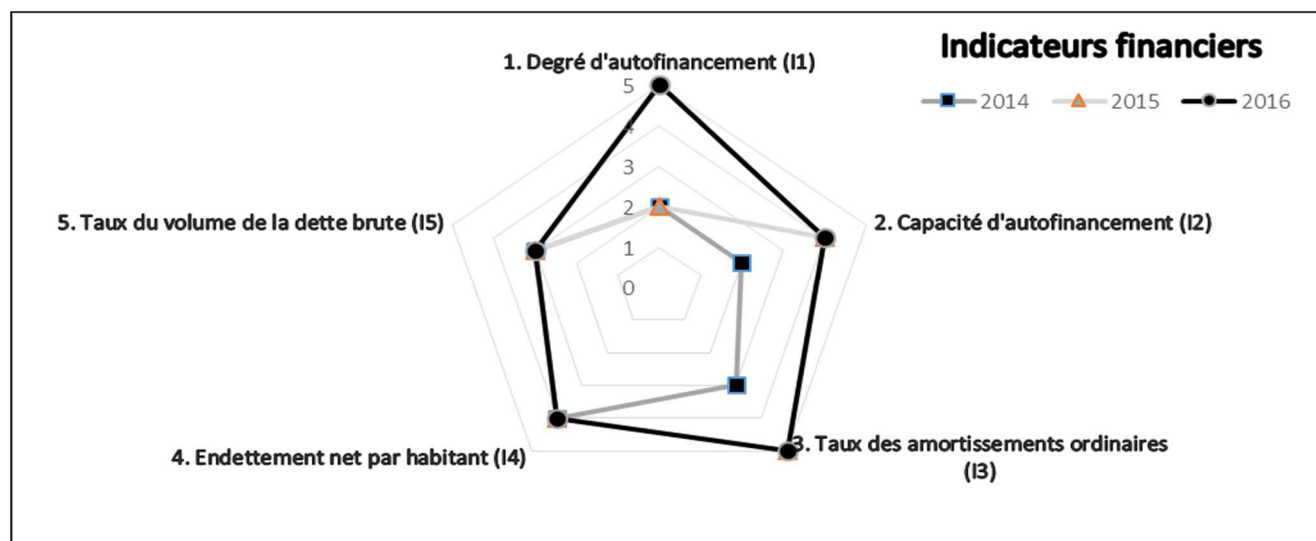 Indicateurs financiers
2014 2015 2016
1. Degré d'autofinancement (I1)
5
4
3
2
1
0
2. Capacité d'autofinancement (I2)
3. Taux des amortissements ordinaires
(I3)
4. Endettement net par habitant (I4)
5. Taux du volume de la dette brute (I5)